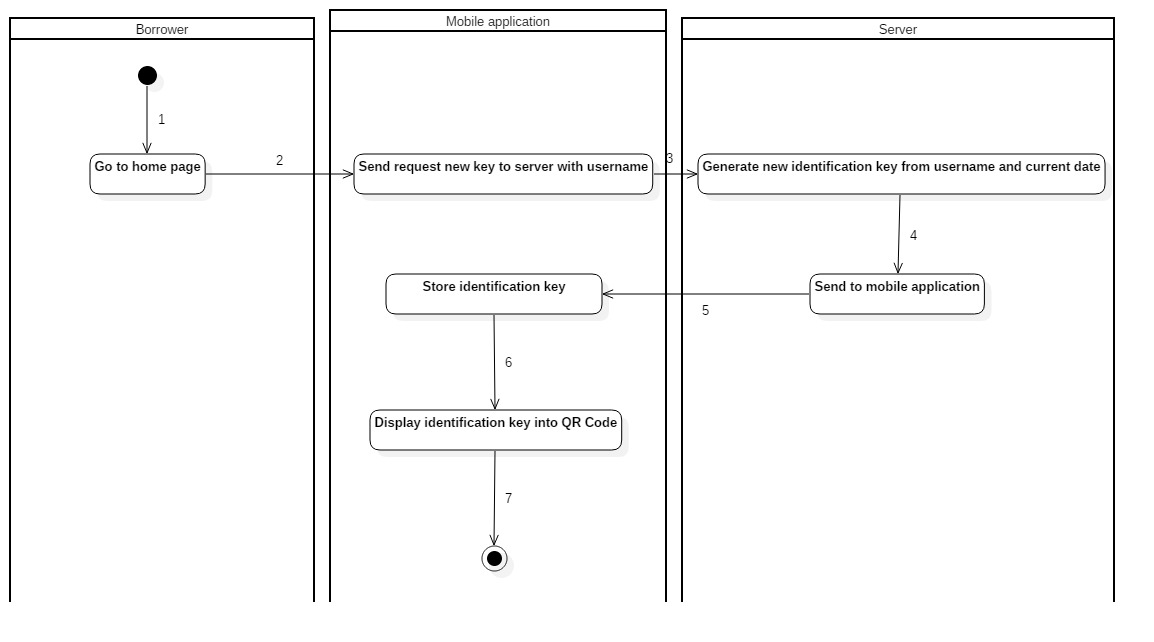 Borrower
Mobile application
Server
1
Go to home page
2
Send request new key to server with username
3
Generate new identification key from username and current date
4
Store identification key
Send to mobile application
5
6
Display identification key into QR Code
7